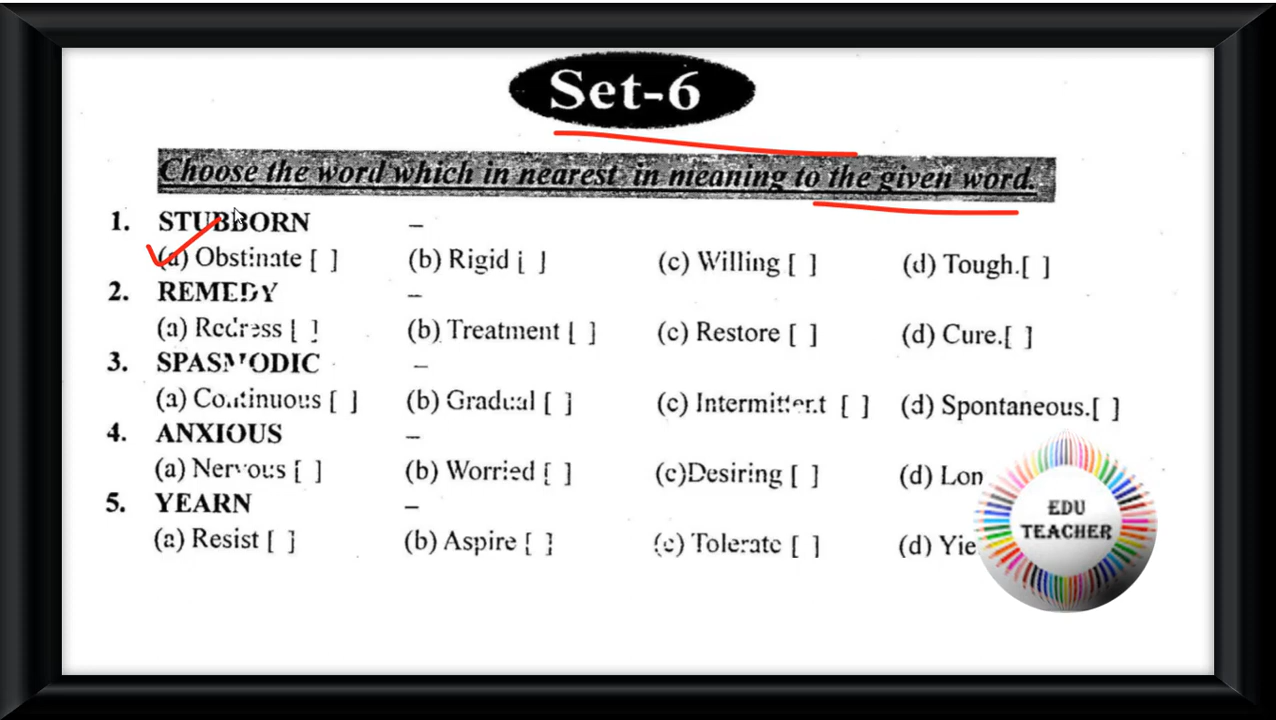 Set-6
Choose the word which in nearest in meaning to the given word.
1. STUBBORN –
(a) Obstinate [ ] (b) Rigid [ ] (c) Willing [ ] (d) Tough.[ ]
2. REMEDY –
(a) Redress [ ] (b) Treatment [ ] (c) Restore [ ] (d) Cure.[ ]
3. SPASMODIC –
(a) Continuous [ ] (b) Gradual [ ] (c) Intermittent [ ] (d) Spontaneous.[ ]
4. ANXIOUS –
(a) Nervous [ ] (b) Worried [ ] (c)Desiring [ ] (d) Lon
5. YEARN –
(a) Resist [ ] (b) Aspire [ ] (c) Tolerate [ ] (d) Yie
EDU
TEACHER